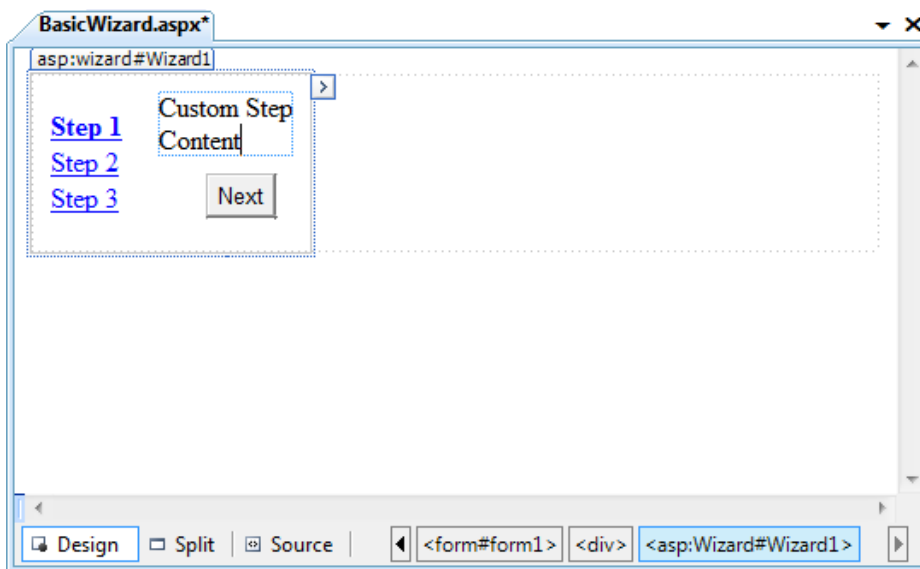 BasicWizard.aspx*
asp:wizard#Wizard1
Custom Step
Content
Step 1
Step 2
Step 3
Next
Design Split Source <form#form1> <div> <asp:Wizard#Wizard1>